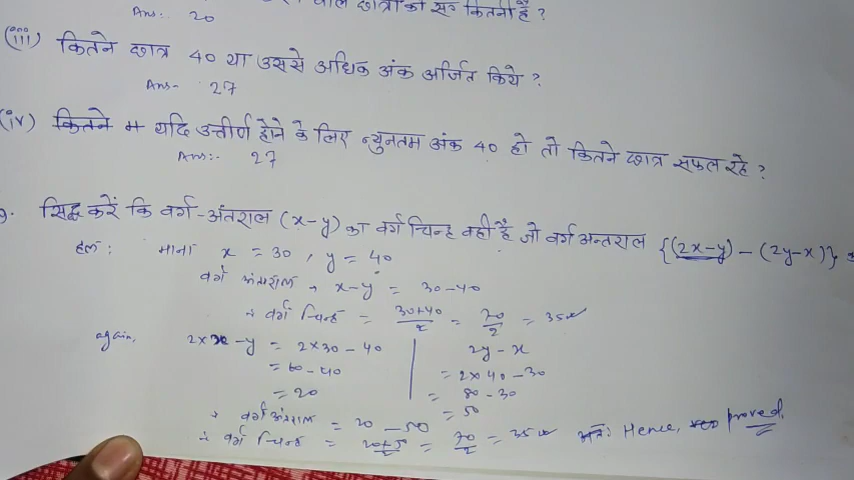 वाले छात्रों की सं० कितनी है ?
Ans:. 20
(iii) कितने छात्र 40 या उससे अधिक अंक अर्जित किये ?
Ans- 27
(iv) कितने म यदि उत्तीर्ण होने के लिए न्युनतम अंक 40 हो तो कितने छात्र सफल रहे ?
Ans:- 27
9. सिद्ध करें कि वर्ग-अंतराल (x-y) का वर्ग चिन्ह वही है जो वर्ग अन्तराल {(2x-y) - (2y-x)}
हल : माना x = 30 , y = 40
वर्ग अंतराल, x-y = 30-40
∴ वर्ग चिन्ह = 30+40/2 = 70/2 = 35
again, 2x-y = 2×30-40
= 60-40
= 20
2y-x
= 2×40-30
= 80-30
= 50
∴ वर्ग अंतराल = 20-50
∴ वर्ग चिन्ह = 20+5/2 = 70/2 = 35 Hence, proved.